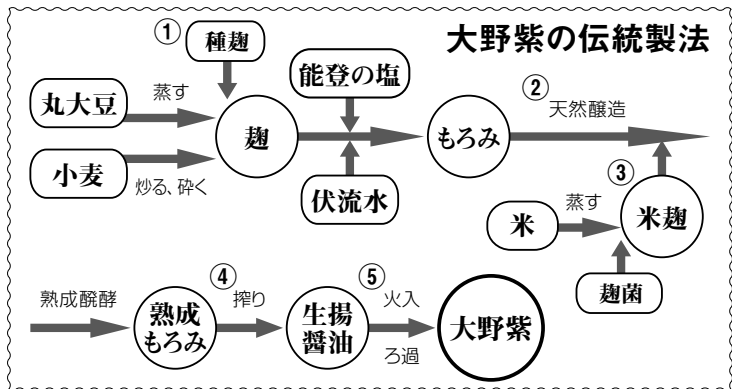 大野紫の伝統製法
①
種麹
丸大豆
蒸す
小麦
炒る、砕く
麹
能登の塩
伏流水
もろみ
②
天然醸造
③
米
蒸す
米麹
麹菌
熟成醗酵
熟成
もろみ
④
搾り
生揚
醤油
⑤
火入
ろ過
大野紫